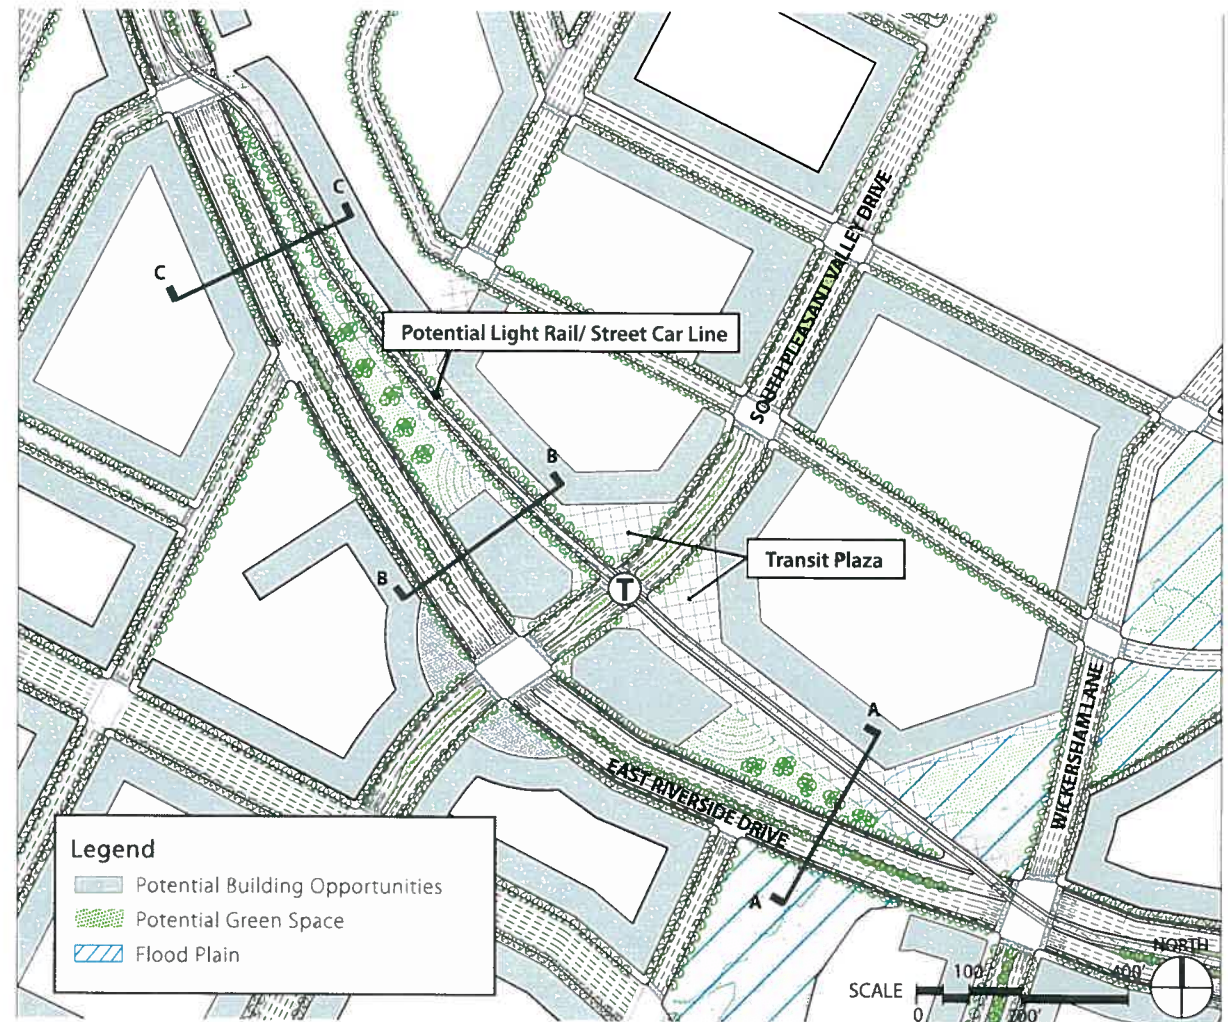 C
C
SOUTH PLEASANT VALLEY DRIVE
Potential Light Rail/ Street Car Line
B
B
Transit Plaza
T
A
A
WICKERSHAM LANE
EAST RIVERSIDE DRIVE
Legend
Potential Building Opportunities
Potential Green Space
Flood Plain
NORTH
SCALE
100'
400'
0
200'